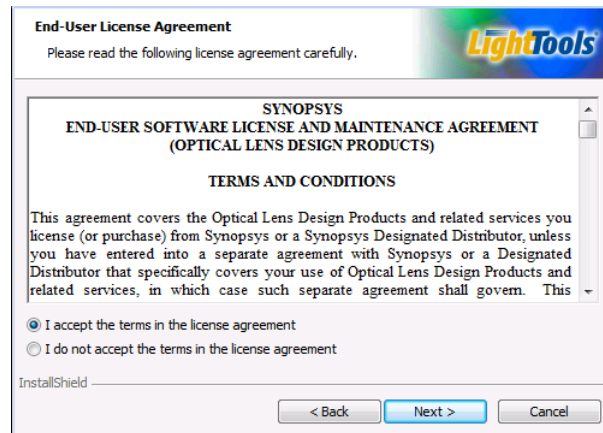 End-User License Agreement
Please read the following license agreement carefully.
LightTools
SYNOPSYS
END-USER SOFTWARE LICENSE AND MAINTENANCE AGREEMENT
(OPTICAL LENS DESIGN PRODUCTS)
TERMS AND CONDITIONS
This agreement covers the Optical Lens Design Products and related services you
license (or purchase) from Synopsys or a Synopsys Designated Distributor, unless
you have entered into a separate agreement with Synopsys or a Designated
Distributor that specifically covers your use of Optical Lens Design Products and
related services, in which case such separate agreement shall govern. This
I accept the terms in the license agreement
I do not accept the terms in the license agreement
InstallShield
< Back Next > Cancel